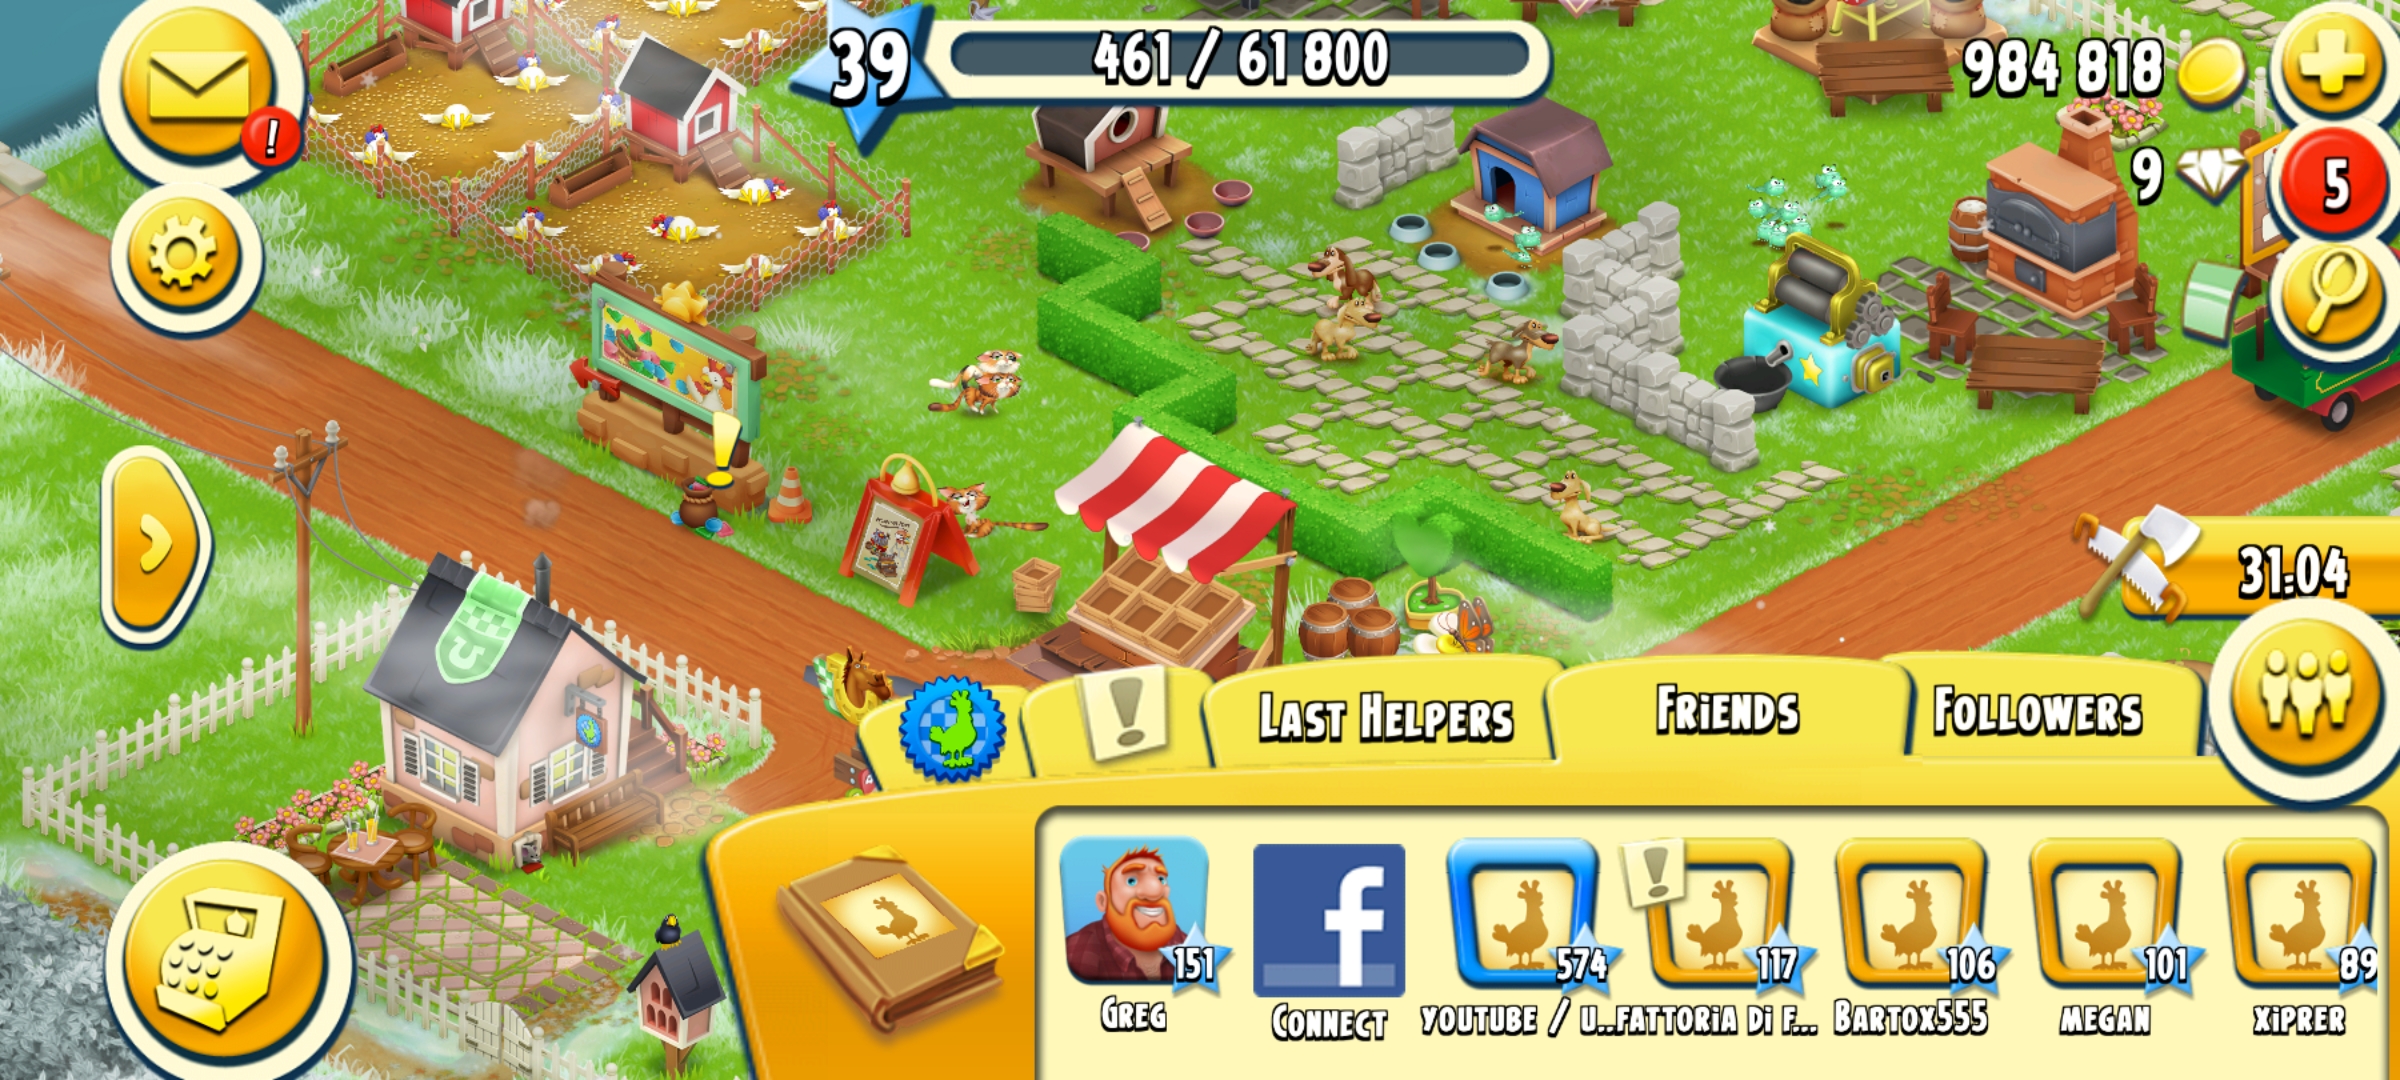 39
461 / 61 800
984 818
9
5
!
31:04
LAST HELPERS
FRiENDS
FOLLOWERS
151
574
117
106
101
89
GREG
CONNECT
YOUTUBE / U...
FATTORiA Di F...
BARTOX555
MEGAN
XiPRER